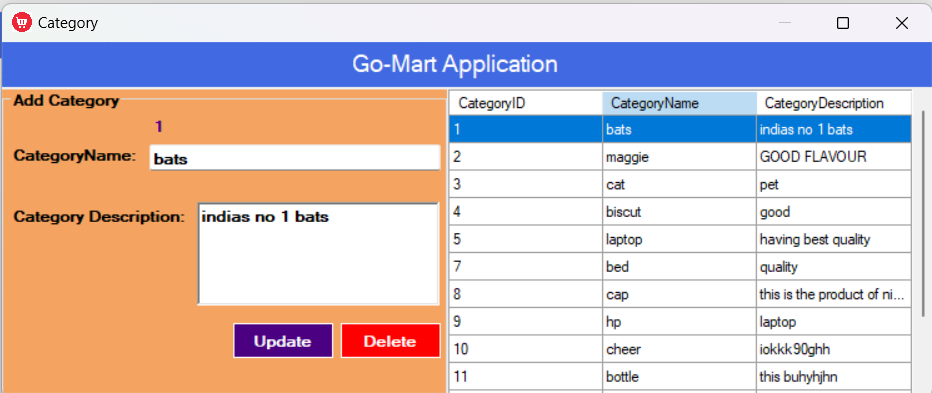 Category
Go-Mart Application
Add Category
1
CategoryName: bats
Category Description: indias no 1 bats
Update Delete
CategoryID CategoryName CategoryDescription
1 bats indias no 1 bats
2 maggie GOOD FLAVOUR
3 cat pet
4 biscut good
5 laptop having best quality
7 bed quality
8 cap this is the product of ni...
9 hp laptop
10 cheer iokkk90ghh
11 bottle this buhyhjhn